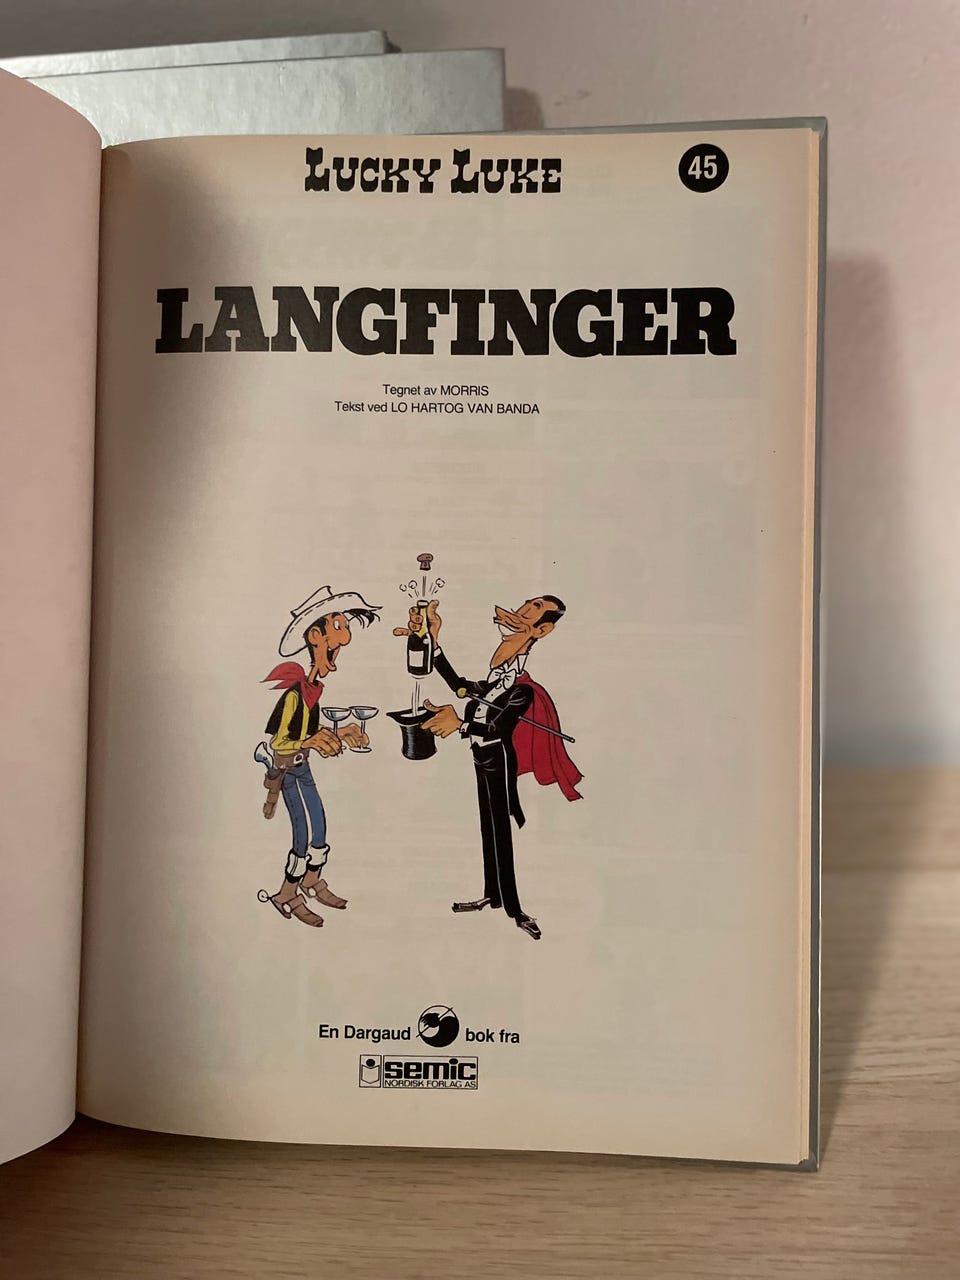 LUCKY LUKE
45
LANGFINGER
Tegnet av MORRIS
Tekst ved LO HARTOG VAN BANDA
En Dargaud bok fra
semic
NORDISK FORLAG AS